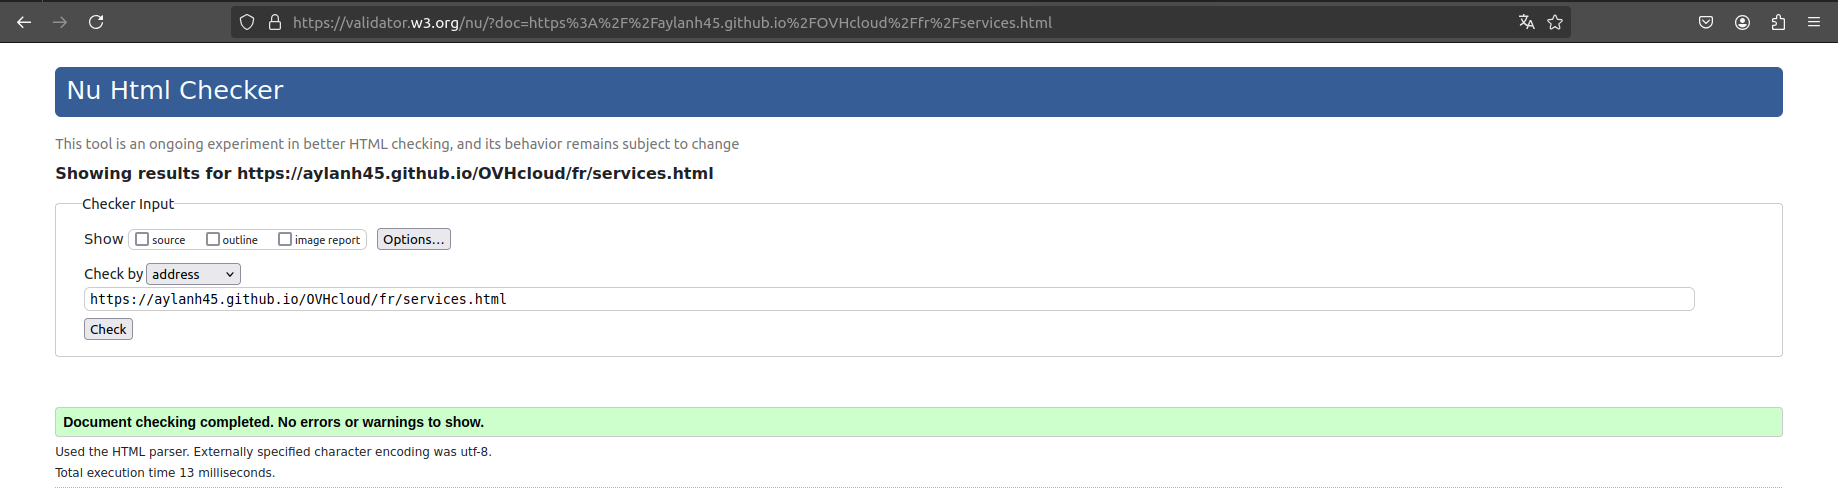 https://validator.w3.org/nu/?doc=https%3A%2F%2Faylanh45.github.io%2FOVHcloud%2Ffr%2Fservices.html
Nu Html Checker
This tool is an ongoing experiment in better HTML checking, and its behavior remains subject to change
Showing results for https://aylanh45.github.io/OVHcloud/fr/services.html
Checker Input
Show source outline image report Options...
Check by address
https://aylanh45.github.io/OVHcloud/fr/services.html
Check
Document checking completed. No errors or warnings to show.
Used the HTML parser. Externally specified character encoding was utf-8.
Total execution time 13 milliseconds.